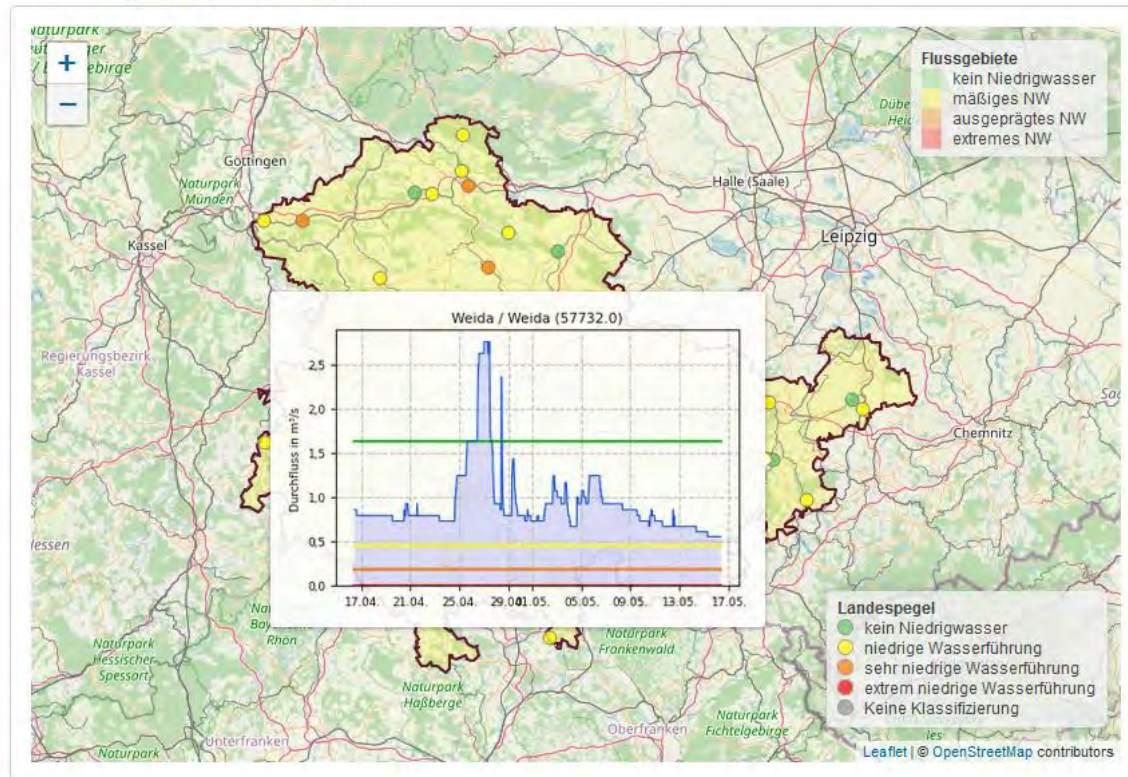 Naturpark
+
−
Göttingen
Naturpark
Münden
Kassel
Regierungsbezirk
Kassel
Halle (Saale)
Leipzig
Chemnitz
Flussgebiete
kein Niedrigwasser
mäßiges NW
ausgeprägtes NW
extremes NW
Weida / Weida (57732.0)
Durchfluss in m³/s
2,5
2,0
1,5
1,0
0,5
0,0
17.04.
21.04.
25.04.
29.04.
01.05.
05.05.
09.05.
13.05.
17.05.
Rhön
Naturpark
Hessischer
Spessart
Naturpark
Haßberge
Naturpark
Frankenwald
Unterfranken
Oberfranken
Naturpark
Fichtelgebirge
Naturpark
Landespegel
kein Niedrigwasser
niedrige Wasserführung
sehr niedrige Wasserführung
extrem niedrige Wasserführung
Keine Klassifizierung
Leaflet | © OpenStreetMap contributors